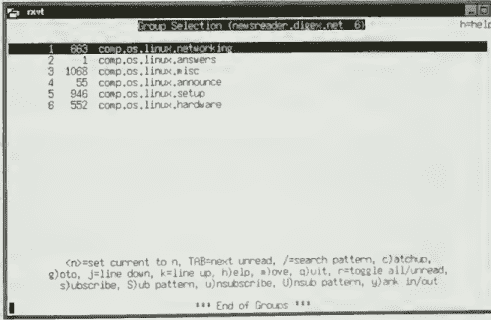 rxvt
Group Selection (newsreader.digex.net 6) h=help
1 663 comp.os.linux.networking
2 1 comp.os.linux.answers
3 1068 comp.os.linux.misc
4 55 comp.os.linux.announce
5 946 comp.os.linux.setup
6 552 comp.os.linux.hardware
<n>=set current to n, TAB=next unread, /=search pattern, c)atchup,
g)oto, j=line down, k=line up, h)elp, m)ove, q)uit, r=toggle all/unread,
s)ubscribe, S)ub pattern, u)nsubscribe, U)nsub pattern, y)ank in/out
*** End of Groups ***